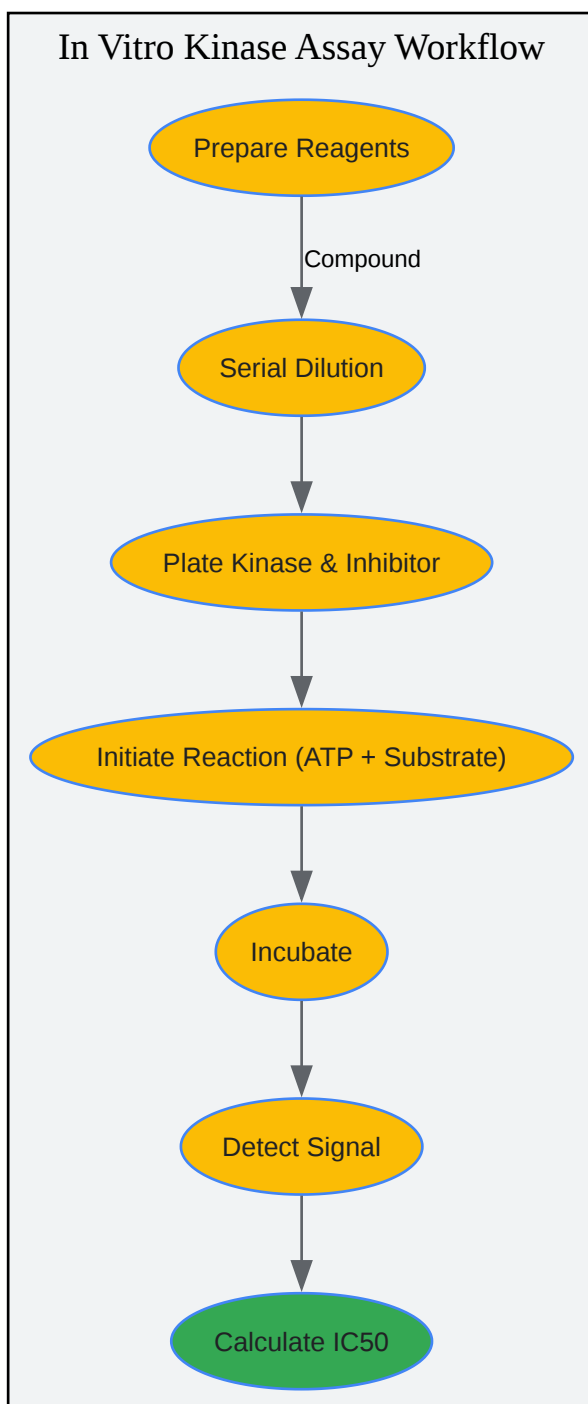 In Vitro Kinase Assay Workflow
Prepare Reagents
Compound
Serial Dilution
Plate Kinase & Inhibitor
Initiate Reaction (ATP + Substrate)
Incubate
Detect Signal
Calculate IC50